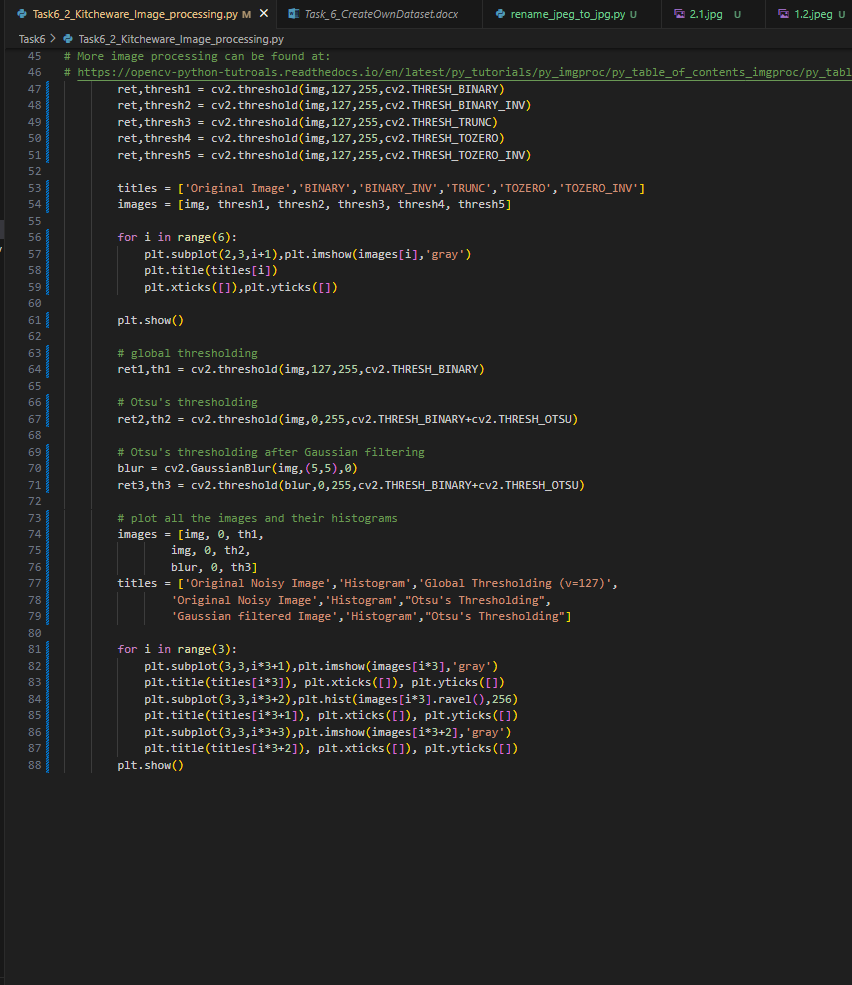 Task6_2_Kitcheware_Image_processing.py M
Task_6_CreateOwnDataset.docx
rename_jpeg_to_jpg.py U
2.1.jpg U
1.2.jpeg U
Task6 > Task6_2_Kitcheware_Image_processing.py
45 # More image processing can be found at:
46 # https://opencv-python-tutroals.readthedocs.io/en/latest/py_tutorials/py_imgproc/py_table_of_contents_imgproc/py_tabl
47 ret,thresh1 = cv2.threshold(img,127,255,cv2.THRESH_BINARY)
48 ret,thresh2 = cv2.threshold(img,127,255,cv2.THRESH_BINARY_INV)
49 ret,thresh3 = cv2.threshold(img,127,255,cv2.THRESH_TRUNC)
50 ret,thresh4 = cv2.threshold(img,127,255,cv2.THRESH_TOZERO)
51 ret,thresh5 = cv2.threshold(img,127,255,cv2.THRESH_TOZERO_INV)
52
53 titles = ['Original Image','BINARY','BINARY_INV','TRUNC','TOZERO','TOZERO_INV']
54 images = [img, thresh1, thresh2, thresh3, thresh4, thresh5]
55
56 for i in range(6):
57 plt.subplot(2,3,i+1),plt.imshow(images[i],'gray')
58 plt.title(titles[i])
59 plt.xticks([]),plt.yticks([])
60
61 plt.show()
62
63 # global thresholding
64 ret1,th1 = cv2.threshold(img,127,255,cv2.THRESH_BINARY)
65
66 # Otsu's thresholding
67 ret2,th2 = cv2.threshold(img,0,255,cv2.THRESH_BINARY+cv2.THRESH_OTSU)
68
69 # Otsu's thresholding after Gaussian filtering
70 blur = cv2.GaussianBlur(img,(5,5),0)
71 ret3,th3 = cv2.threshold(blur,0,255,cv2.THRESH_BINARY+cv2.THRESH_OTSU)
72
73 # plot all the images and their histograms
74 images = [img, 0, th1,
75 img, 0, th2,
76 blur, 0, th3]
77 titles = ['Original Noisy Image','Histogram','Global Thresholding (v=127)',
78 'Original Noisy Image','Histogram',"Otsu's Thresholding",
79 'Gaussian filtered Image','Histogram',"Otsu's Thresholding"]
80
81 for i in range(3):
82 plt.subplot(3,3,i*3+1),plt.imshow(images[i*3],'gray')
83 plt.title(titles[i*3]), plt.xticks([]), plt.yticks([])
84 plt.subplot(3,3,i*3+2),plt.hist(images[i*3].ravel(),256)
85 plt.title(titles[i*3+1]), plt.xticks([]), plt.yticks([])
86 plt.subplot(3,3,i*3+3),plt.imshow(images[i*3+2],'gray')
87 plt.title(titles[i*3+2]), plt.xticks([]), plt.yticks([])
88 plt.show()